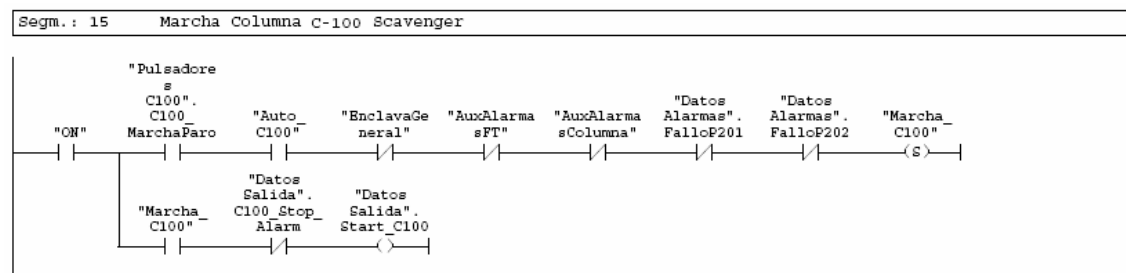 Segm.: 15 Marcha Columna C-100 Scavenger
"Pulsadore
s
C100".
C100_
MarchaParo
"ON"
"Auto_
C100"
"EnclavaGe
neral"
"AuxAlarma
sFT"
"AuxAlarma
sColumna"
"Datos
Alarmas".
FalloP201
"Datos
Alarmas".
FalloP202
"Marcha_
C100"
S
"Marcha_
C100"
"Datos
Salida".
C100_Stop_
Alarm
"Datos
Salida".
Start_C100